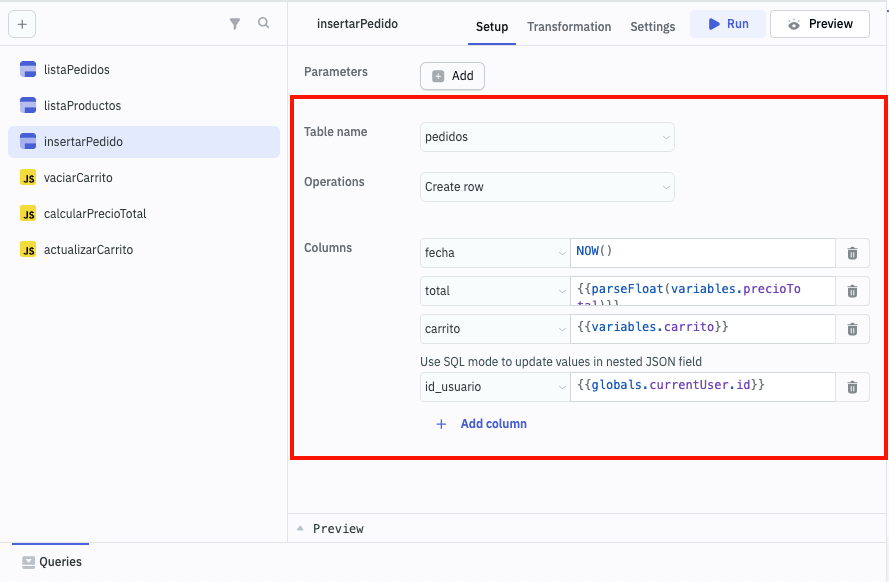 insertarPedido
Setup
Transformation
Settings
Run
Preview
listaPedidos
listaProductos
insertarPedido
JS vaciarCarrito
JS calcularPrecioTotal
JS actualizarCarrito
Parameters
Add
Table name
pedidos
Operations
Create row
Columns
fecha
NOW()
total
{{parseFloat(variables.precioTo
tal)}}
carrito
{{variables.carrito}}
Use SQL mode to update values in nested JSON field
id_usuario
{{globals.currentUser.id}}
+ Add column
Preview
Queries